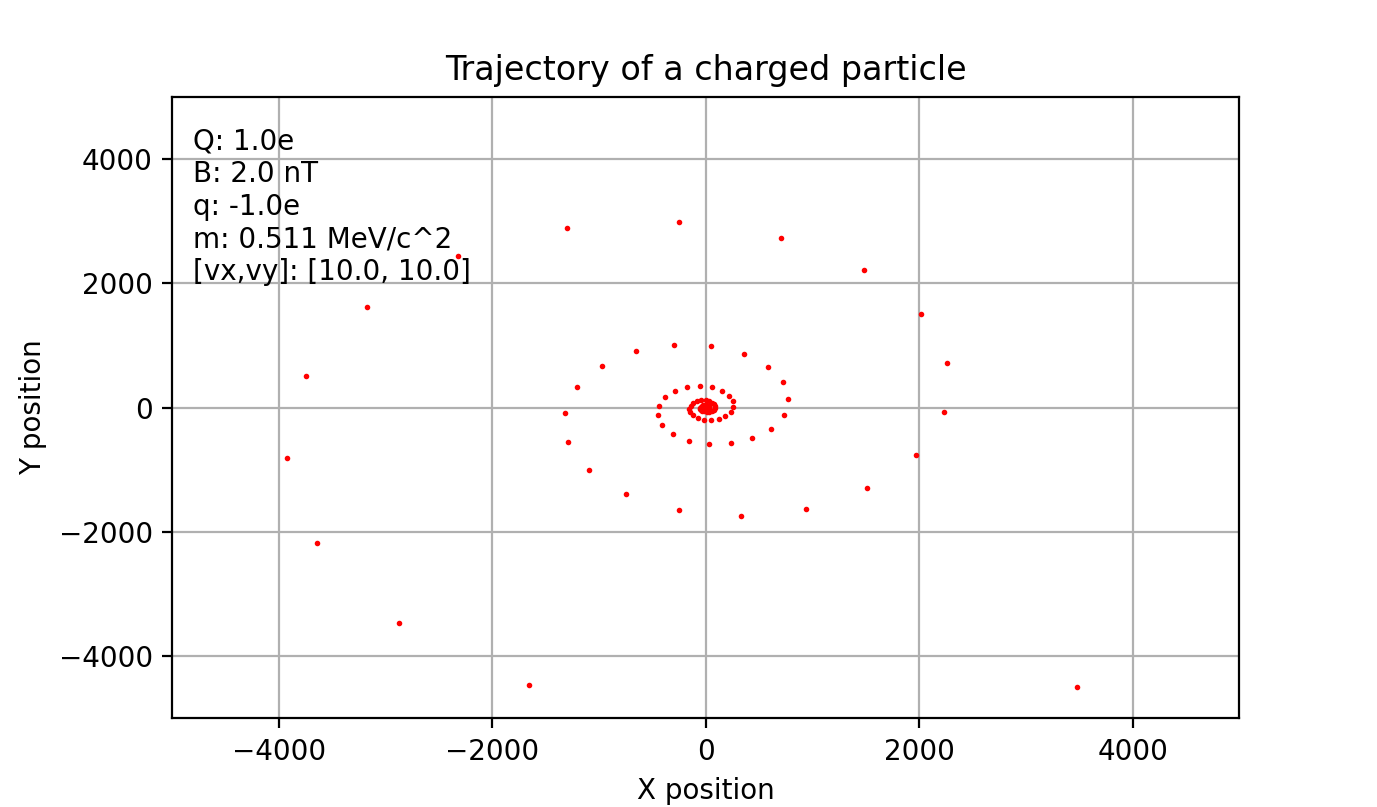 Trajectory of a charged particle
Q: 1.0e
B: 2.0 nT
q: -1.0e
m: 0.511 MeV/c^2
[vx,vy]: [10.0, 10.0]
4000
2000
0
−2000
−4000
Y position
−4000 −2000 0 2000 4000
X position